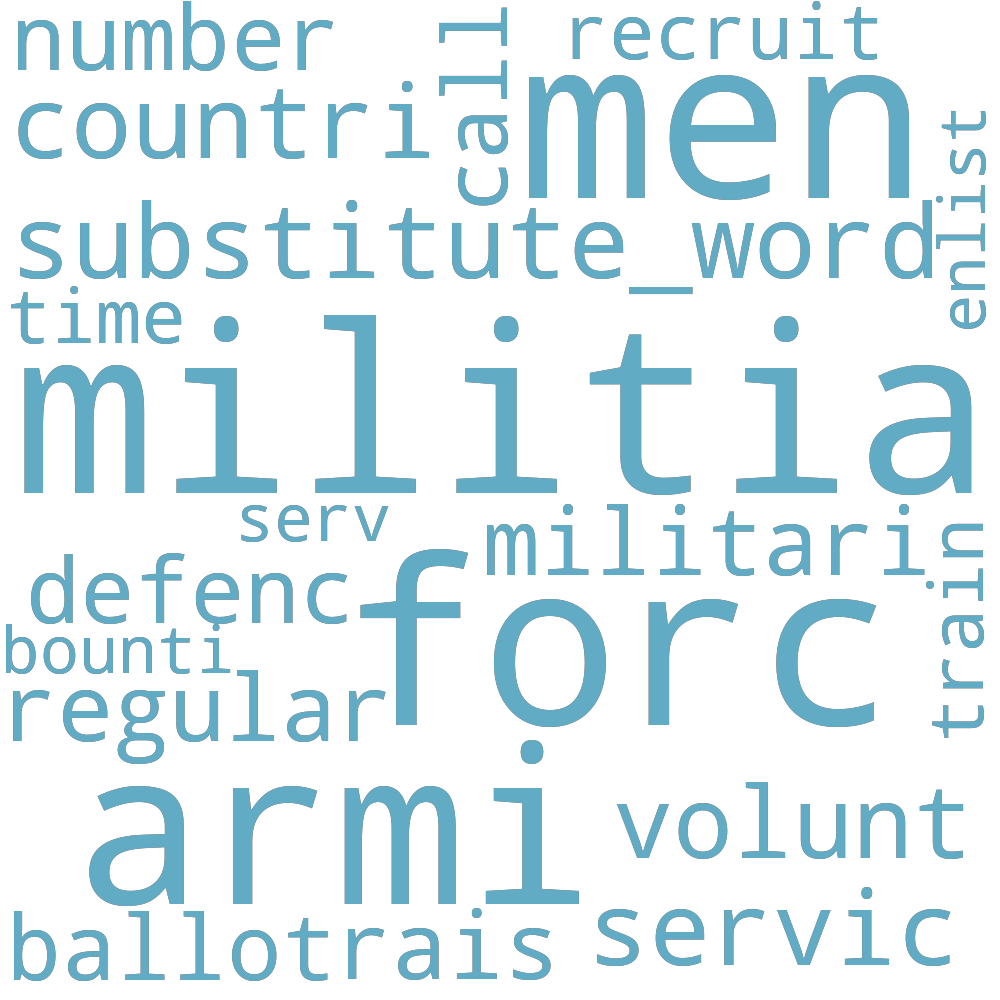 number
call
recruit
countri
men
enlist
substitute_word
time
militia
serv
militarin
defenc
forc
train
bounti
regular
armi
volunt
ballot
rais
servic